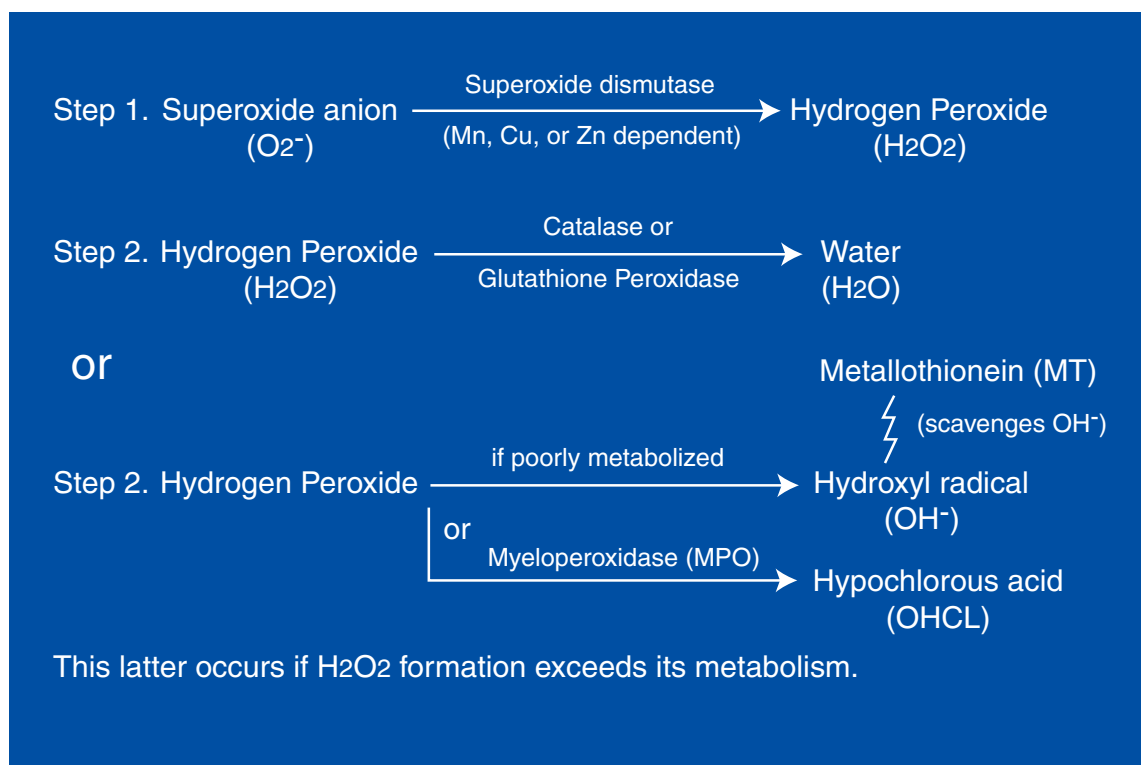 Superoxide dismutase
Step 1. Superoxide anion Hydrogen Peroxide
(O2-) (Mn, Cu, or Zn dependent) (H2O2)
Catalase or
Step 2. Hydrogen Peroxide Water
(H2O2) Glutathione Peroxidase (H2O)
or
Metallothionein (MT)
(scavenges OH-)
if poorly metabolized
Step 2. Hydrogen Peroxide Hydroxyl radical
(OH-)
or
Myeloperoxidase (MPO)
Hypochlorous acid
(OHCL)
This latter occurs if H2O2 formation exceeds its metabolism.